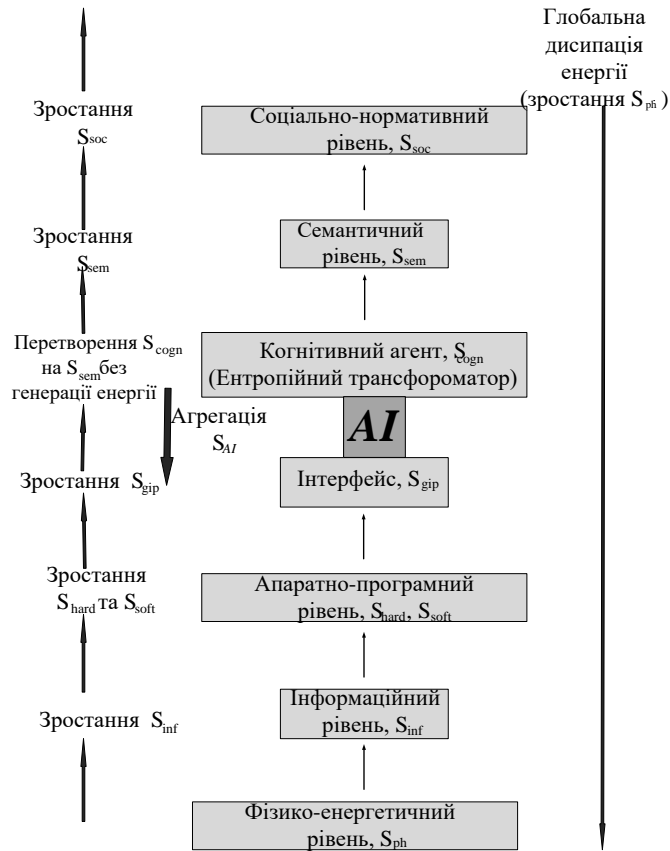 Глобальна
дисипація
енергії
(зростання S ph )
Зростання
Ssoc
Соціально-нормативний
рівень, Ssoc
Зростання
Ssem
Семантичний
рівень, Ssem
Перетворення Scogn
на Ssem без
генерації енергії
Когнітивний агент, Scogn
(Ентропійний трансфороматор)
Агрегація
SAI
AI
Зростання Sgip
Інтерфейс, Sgip
Зростання
Shard та Ssoft
Апаратно-програмний
рівень, Shard, Ssoft
Зростання Sinf
Інформаційний
рівень, Sinf
Фізико-енергетичний
рівень, Sph